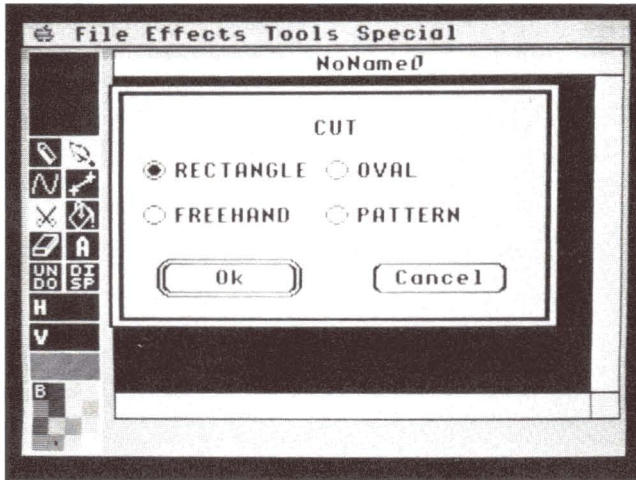 File Effects Tools Special
NoName0
CUT
RECTANGLE OVAL
FREEHAND PATTERN
Ok Cancel
A
UN DI
DO SP
H
V
B